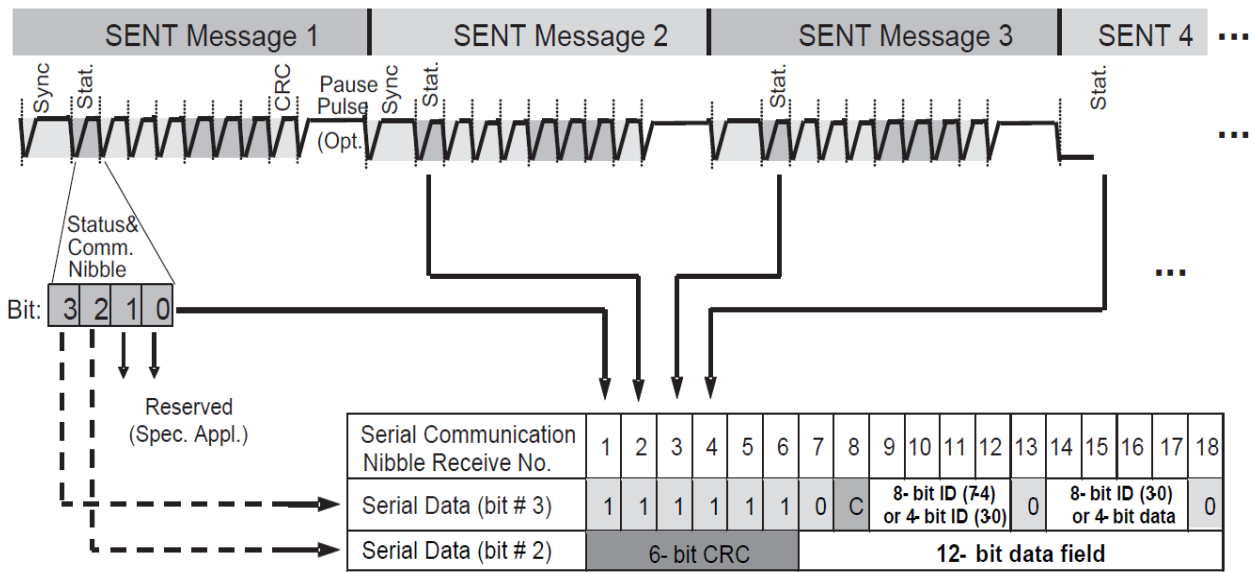 SENT Message 1 SENT Message 2 SENT Message 3 SENT 4 ...
Sync Stat. CRC Pause Pulse (Opt. Sync Stat. Stat. Stat.
...
Status&
Comm.
Nibble
...
Bit: 3 2 1 0
Reserved
(Spec. Appl.)
Serial Communication
Nibble Receive No. 1 2 3 4 5 6 7 8 9 10 11 12 13 14 15 16 17 18
Serial Data (bit # 3) 1 1 1 1 1 1 0 C 8- bit ID (7-4) 0 8- bit ID (3-0) 0
or 4- bit ID (3-0) or 4- bit data
Serial Data (bit # 2) 6- bit CRC 12- bit data field